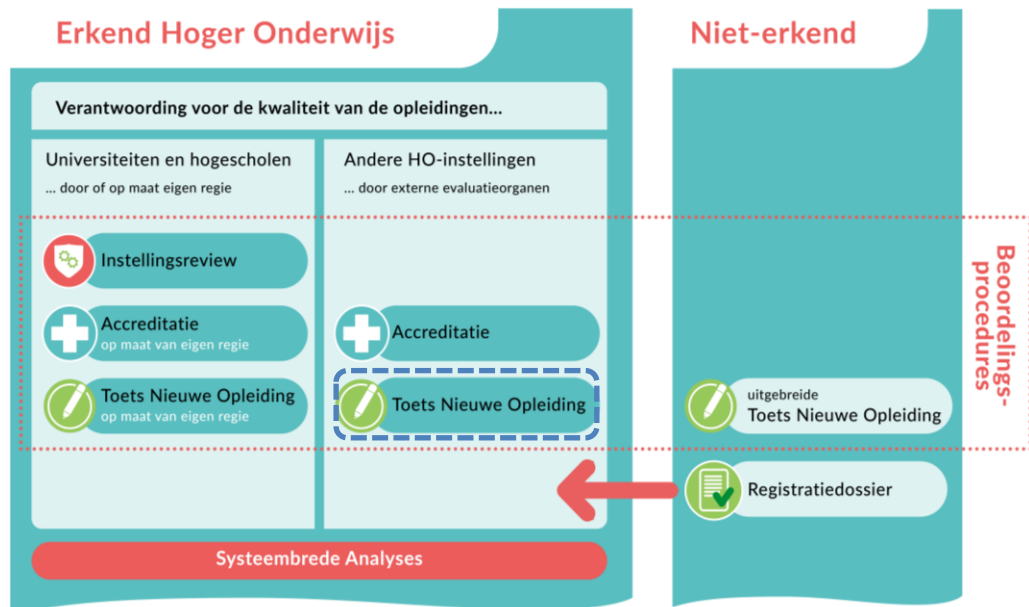 Erkend Hoger Onderwijs
Verantwoording voor de kwaliteit van de opleidingen...
Universiteiten en hogescholen
... door of op maat eigen regie
Instellingsreview
Accreditatie
op maat van eigen regie
Toets Nieuwe Opleiding
op maat van eigen regie
Andere HO-instellingen
... door externe evaluatieorganen
Accreditatie
Toets Nieuwe Opleiding
Systeembrede Analyses
Niet-erkend
uitgebreide
Toets Nieuwe Opleiding
Registratiedossier
Beoordelings-
procedures